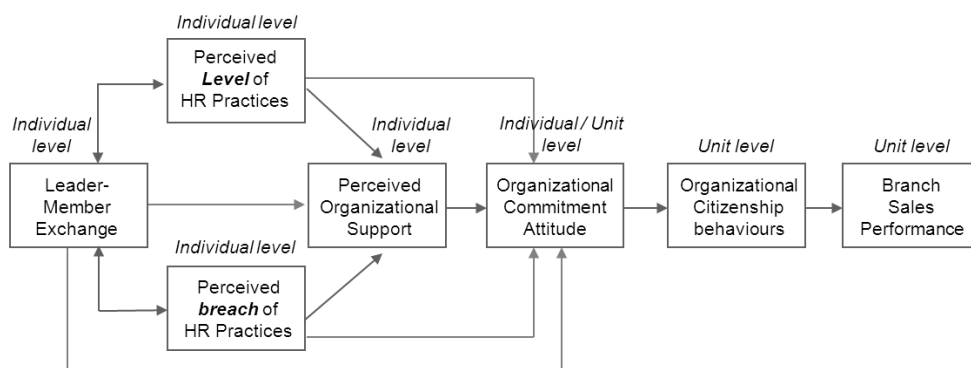 Individual level
Perceived
Level of
HR Practices
Individual
level
Leader-
Member
Exchange
Individual level
Perceived
breach of
HR Practices
Individual
level
Perceived
Organizational
Support
Individual / Unit
level
Organizational
Commitment
Attitude
Unit level
Organizational
Citizenship
behaviours
Unit level
Branch
Sales
Performance